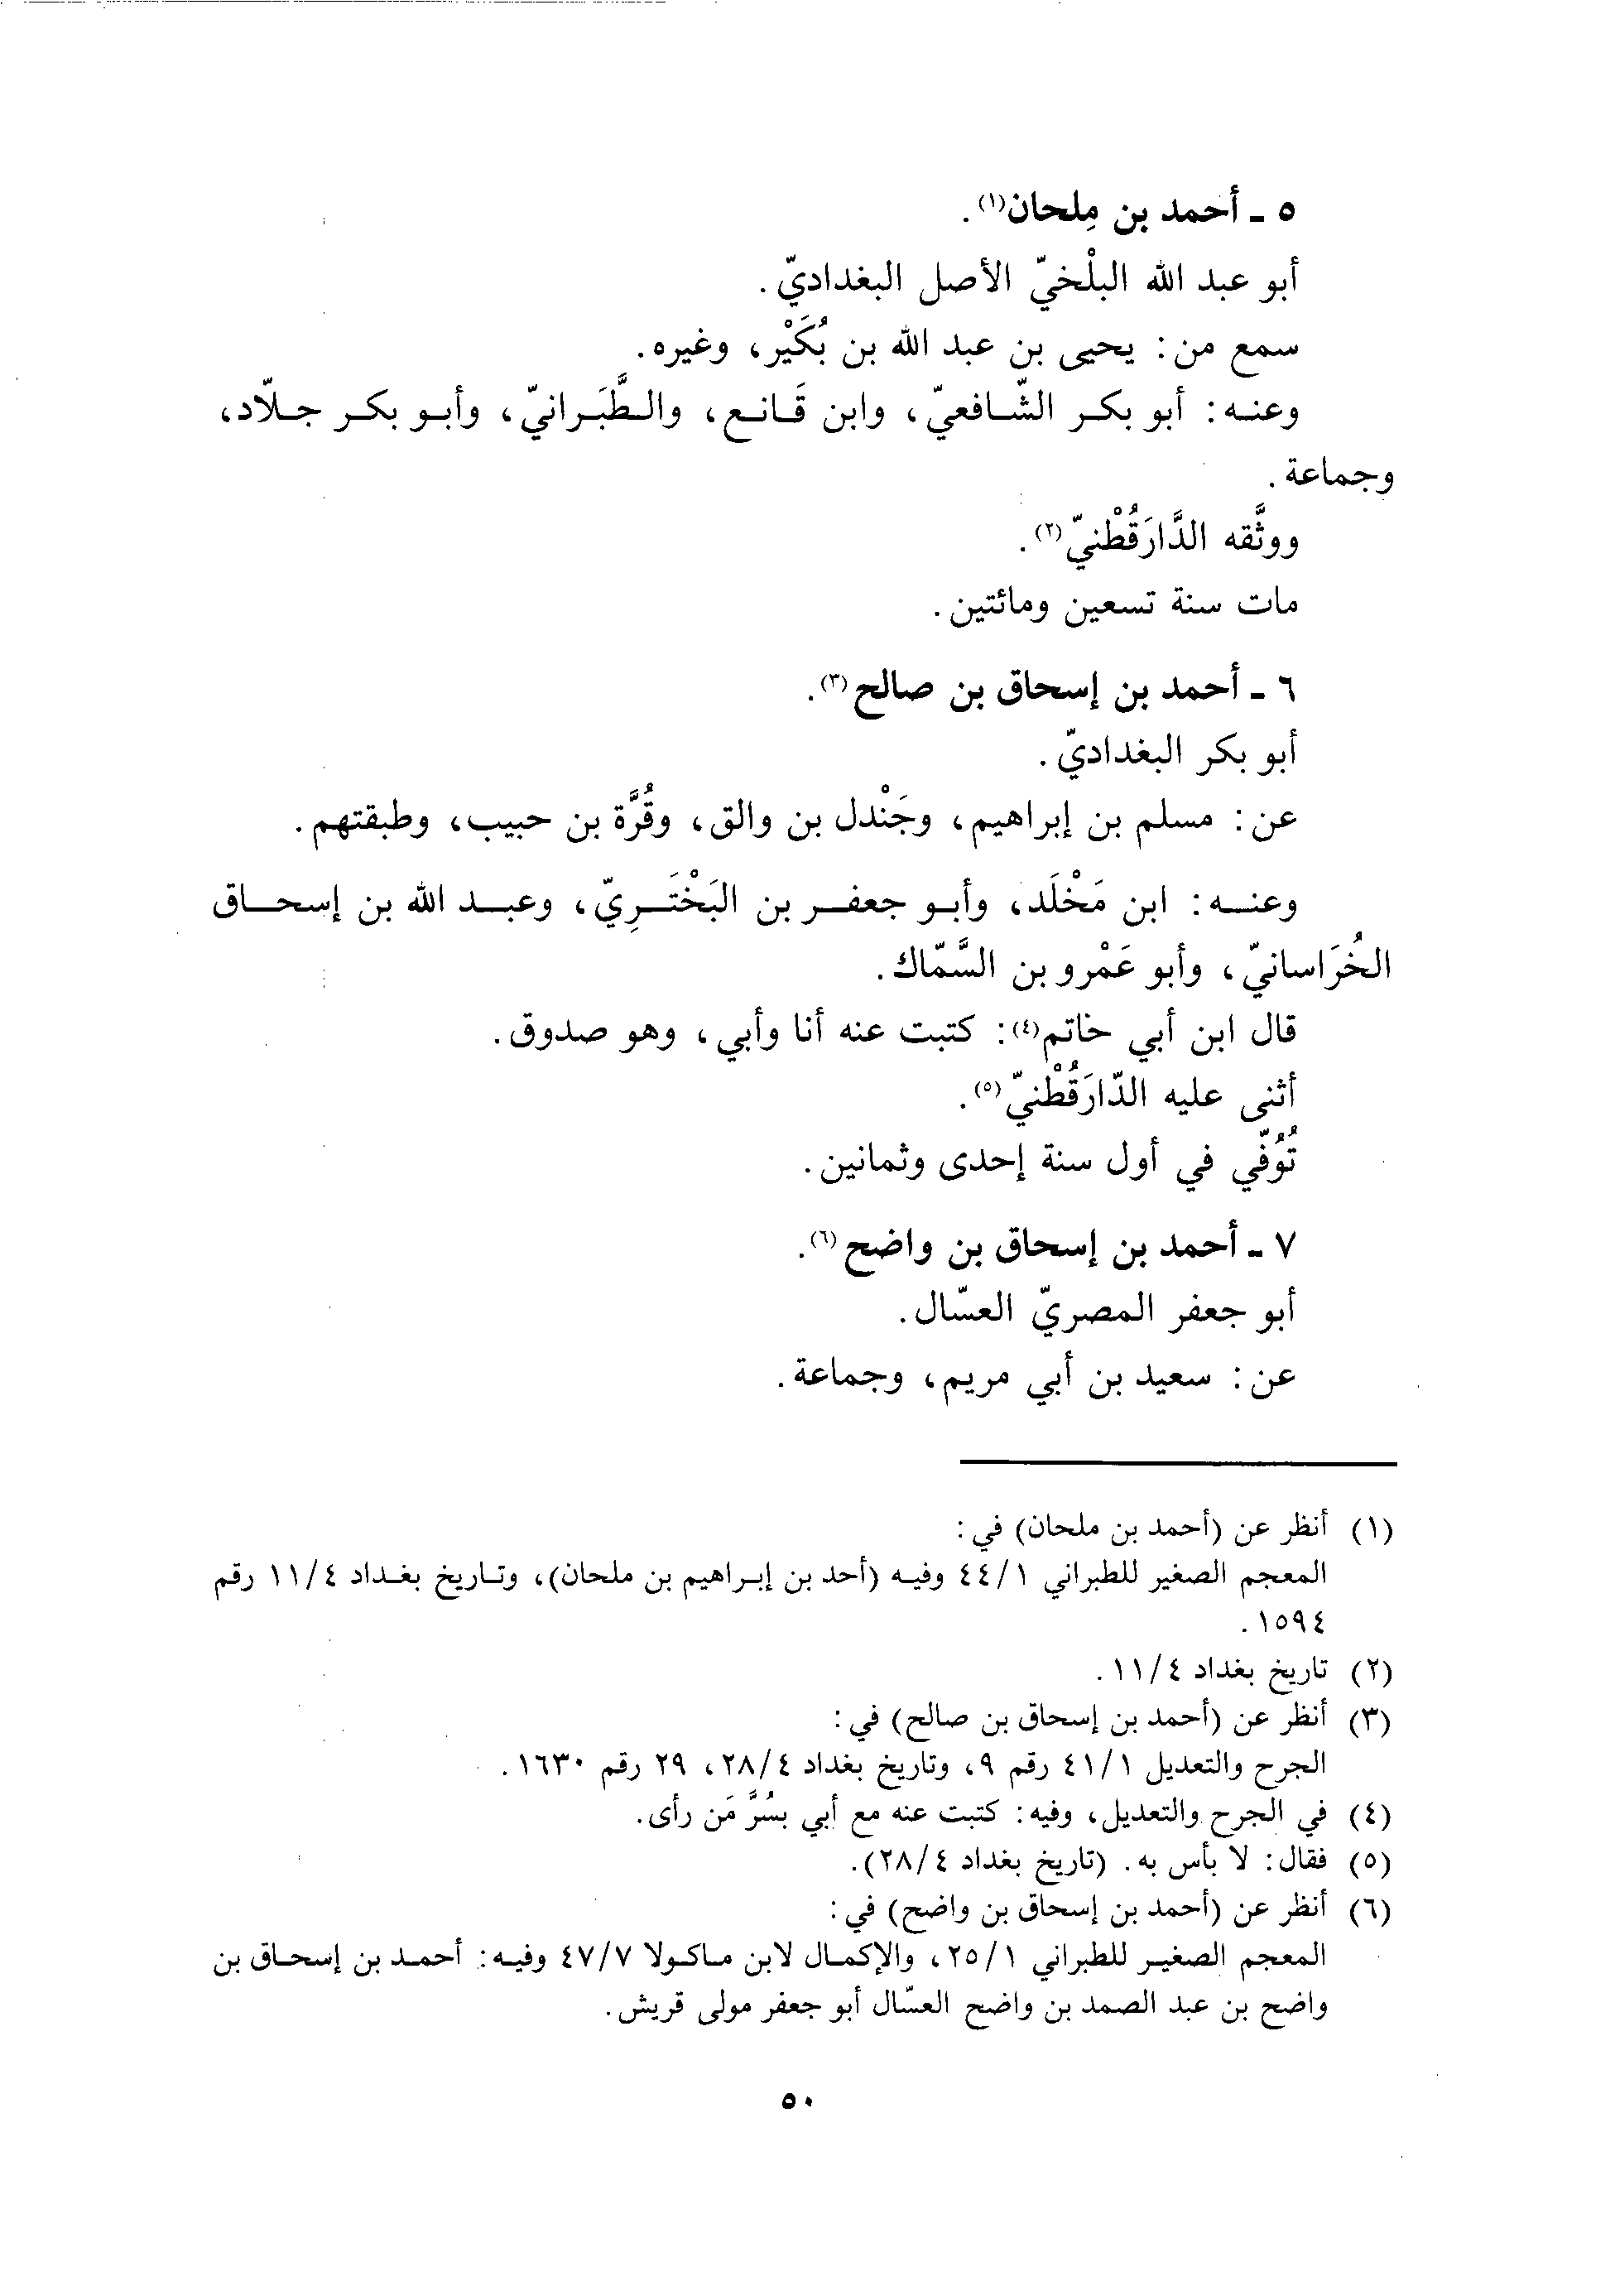 ٥ - أحمد بن مِلحان(١).
أبو عبد الله البلْخيّ الأصل البغداديّ.
سمع من: يحيى بن عبد الله بن بُكَيْر، وغيره.
وعنه: أبو بكر الشّافعيّ، وابن قَانع، والطَّبَرانيّ، وأبو بكر جلّاد،
وجماعة.
ووثَّقه الدَّارَقُطْنيّ(٢).
مات سنة تسعين ومائتين.
٦ - أحمد بن إسحاق بن صالح(٣).
أبو بكر البغداديّ.
عن: مسلم بن إبراهيم، وجَنْدل بن والق، وقُرَّة بن حبيب، وطبقتهم.
وعنه: ابن مَخْلَد، وأبو جعفر بن البَخْتَرِيّ، وعبد الله بن إسحاق
الخُرَاسانيّ، وأبو عَمْرو بن السَّمّاك.
قال ابن أبي خاتم(٤): كتبت عنه أنا وأبي، وهو صدوق.
أثنى عليه الدّارَقُطْنيّ(٥).
تُوُفّي في أول سنة إحدى وثمانين.
٧ - أحمد بن إسحاق بن واضح(٦).
أبو جعفر المصريّ العسّال.
عن: سعيد بن أبي مريم، وجماعة.
(١) أنظر عن (أحمد بن ملحان) في:
المعجم الصغير للطبراني ٤٤/١ وفيه (أحد بن إبراهيم بن ملحان)، وتاريخ بغداد ١١/٤ رقم
١٥٩٤.
(٢) تاريخ بغداد ١١/٤.
(٣) أنظر عن (أحمد بن إسحاق بن صالح) في:
الجرح والتعديل ٤١/١ رقم ٩، وتاريخ بغداد ٢٨/٤، ٢٩ رقم ١٦٣٠.
(٤) في الجرح والتعديل، وفيه: كتبت عنه مع أبي بسُرَّ مَن رأى.
(٥) فقال: لا بأس به. (تاريخ بغداد ٢٨/٤).
(٦) أنظر عن (أحمد بن إسحاق بن واضح) في:
المعجم الصغير للطبراني ٢٥/١، والإكمال لابن ماكولا ٤٧/٧ وفيه: أحمد بن إسحاق بن
واضح بن عبد الصمد بن واضح العسّال أبو جعفر مولى قريش.
٥٠